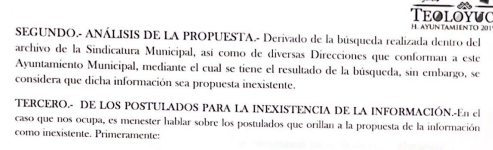 TEOLOYUC
H. AYUNTAMIENTO 201
SEGUNDO.- ANÁLISIS DE LA PROPUESTA.- Derivado de la búsqueda realizada dentro del
archivo de la Sindicatura Municipal, así como de diversas Direcciones que conforman a este
Ayuntamiento Municipal, mediante el cual se tiene el resultado de la búsqueda, sin embargo, se
considera que dicha información sea propuesta inexistente.
TERCERO.- DE LOS POSTULADOS PARA LA INEXISTENCIA DE LA INFORMACIÓN.-En el
caso que nos ocupa, es menester hablar sobre los postulados que orillan a la propuesta de la información
como inexistente. Primeramente: